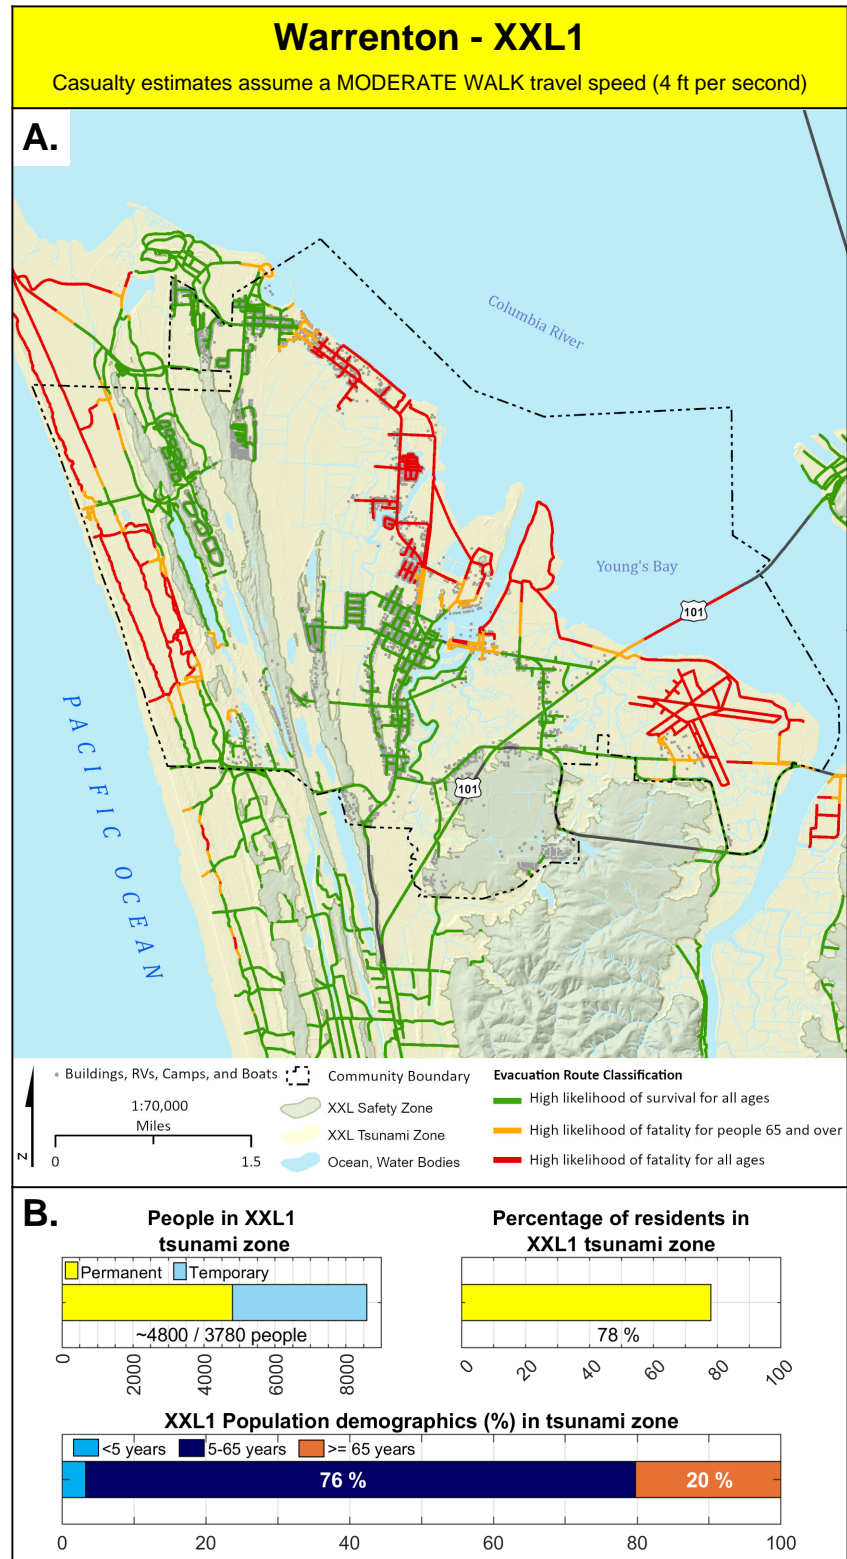 Warrenton - XXL1
Casualty estimates assume a MODERATE WALK travel speed (4 ft per second)
A.
Columbia River
Young's Bay
101
101
PACIFIC OCEAN
Buildings, RVs, Camps, and Boats
Community Boundary
Evacuation Route Classification
1:70,000
Miles
0
1.5
N
XXL Safety Zone
XXL Tsunami Zone
Ocean, Water Bodies
High likelihood of survival for all ages
High likelihood of fatality for people 65 and over
High likelihood of fatality for all ages
B.
People in XXL1
tsunami zone
Permanent
Temporary
~4800 / 3780 people
0
2000
4000
6000
8000
Percentage of residents in
XXL1 tsunami zone
78 %
0
20
40
60
80
100
XXL1 Population demographics (%) in tsunami zone
<5 years
5-65 years
>= 65 years
76 %
20 %
0
20
40
60
80
100